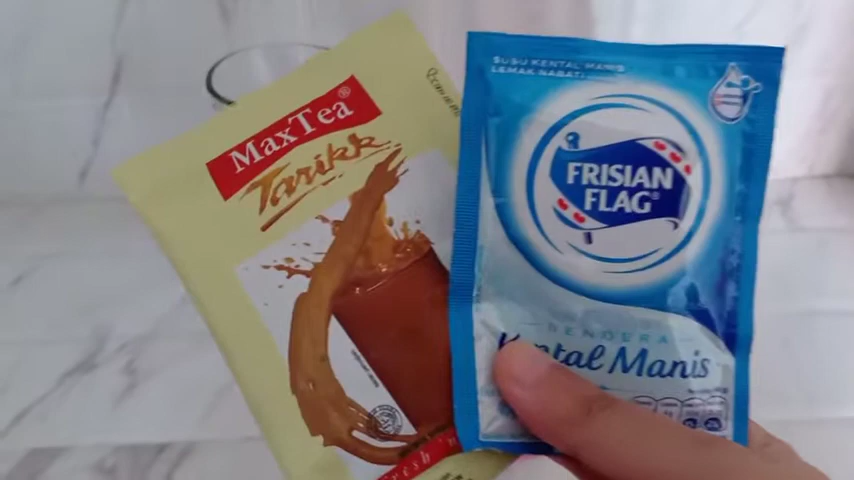 MaxTea®
Tarikk
SUSU KENTAL MANIS
LEMAK NABATI
FRISIAN
FLAG®
BENDERA
Kental Manis